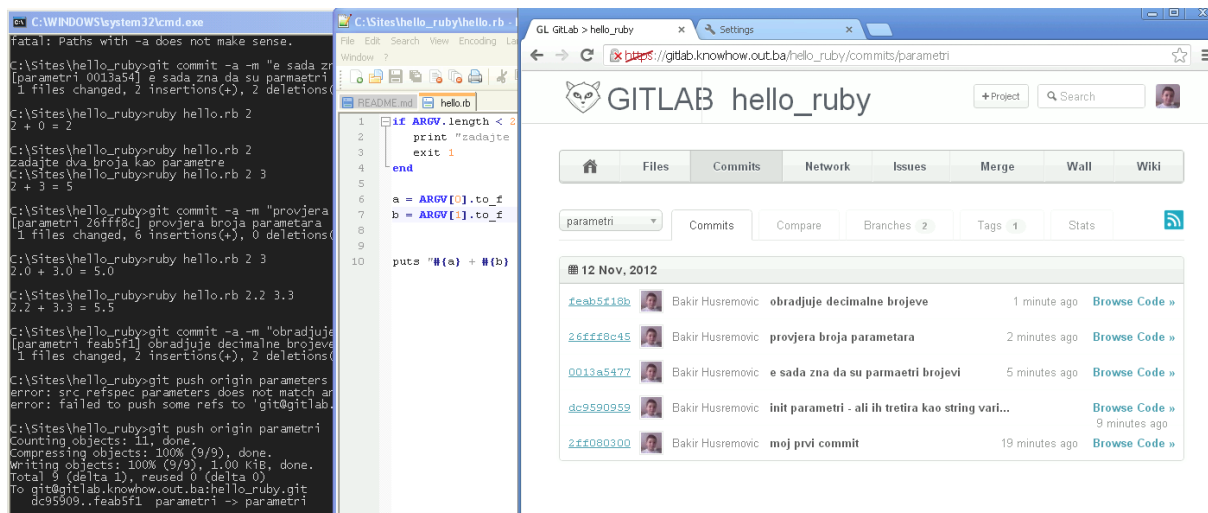 C:\WINDOWS\system32\cmd.exe
fatal: Paths with -a does not make sense.
C:\Sites\hello_ruby>git commit -a -m "e sada zn
[parametri 0013a54] e sada zna da su parmaetri
1 files changed, 2 insertions(+), 2 deletions(
C:\Sites\hello_ruby>ruby hello.rb 2
2 + 0 = 2
C:\Sites\hello_ruby>ruby hello.rb 2
zadajte dva broja kao parametre
C:\Sites\hello_ruby>ruby hello.rb 2 3
2 + 3 = 5
C:\Sites\hello_ruby>git commit -a -m "provjera
[parametri 26fff8c] provjera broja parametara
1 files changed, 6 insertions(+), 0 deletions(
C:\Sites\hello_ruby>ruby hello.rb 2 3
2.0 + 3.0 = 5.0
C:\Sites\hello_ruby>ruby hello.rb 2.2 3.3
2.2 + 3.3 = 5.5
C:\Sites\hello_ruby>git commit -a -m "obradjuje
[parametri feab5f1] obradjuje decimalne brojeve
1 files changed, 2 insertions(+), 2 deletions(
C:\Sites\hello_ruby>git push origin parameters
error: src refspec parameters does not match an
error: failed to push some refs to 'git@gitlab.
C:\Sites\hello_ruby>git push origin parametri
Counting objects: 11, done.
Compressing objects: 100% (9/9), done.
Writing objects: 100% (9/9), 1.00 KiB, done.
Total 9 (delta 1), reused 0 (delta 0)
To git@gitlab.knowhow.out.ba:hello_ruby.git
dc95909..feab5f1 parametri -> parametri
C:\Sites\hello_ruby\hello.rb -
File Edit Search View Encoding La
Window ?
README.md hello.rb
1 if ARGV.length < 2
2 print "zadajte
3 exit 1
4 end
5
6 a = ARGV[0].to_f
7 b = ARGV[1].to_f
8
9
10 puts "#{a} + #{b}
GL GitLab > hello_ruby × Settings ×
https://gitlab.knowhow.out.ba/hello_ruby/commits/parametri
GITLAB hello_ruby +Project Search
Files Commits Network Issues Merge Wall Wiki
parametri Commits Compare Branches 2 Tags 1 Stats
12 Nov, 2012
feab5f18b Bakir Husremovic obradjuje decimalne brojeve 1 minute ago Browse Code »
26fff8c45 Bakir Husremovic provjera broja parametara 2 minutes ago Browse Code »
0013a5477 Bakir Husremovic e sada zna da su parmaetri brojevi 5 minutes ago Browse Code »
dc9590959 Bakir Husremovic init parametri - ali ih tretira kao string vari... Browse Code »
9 minutes ago
2ff080300 Bakir Husremovic moj prvi commit 19 minutes ago Browse Code »